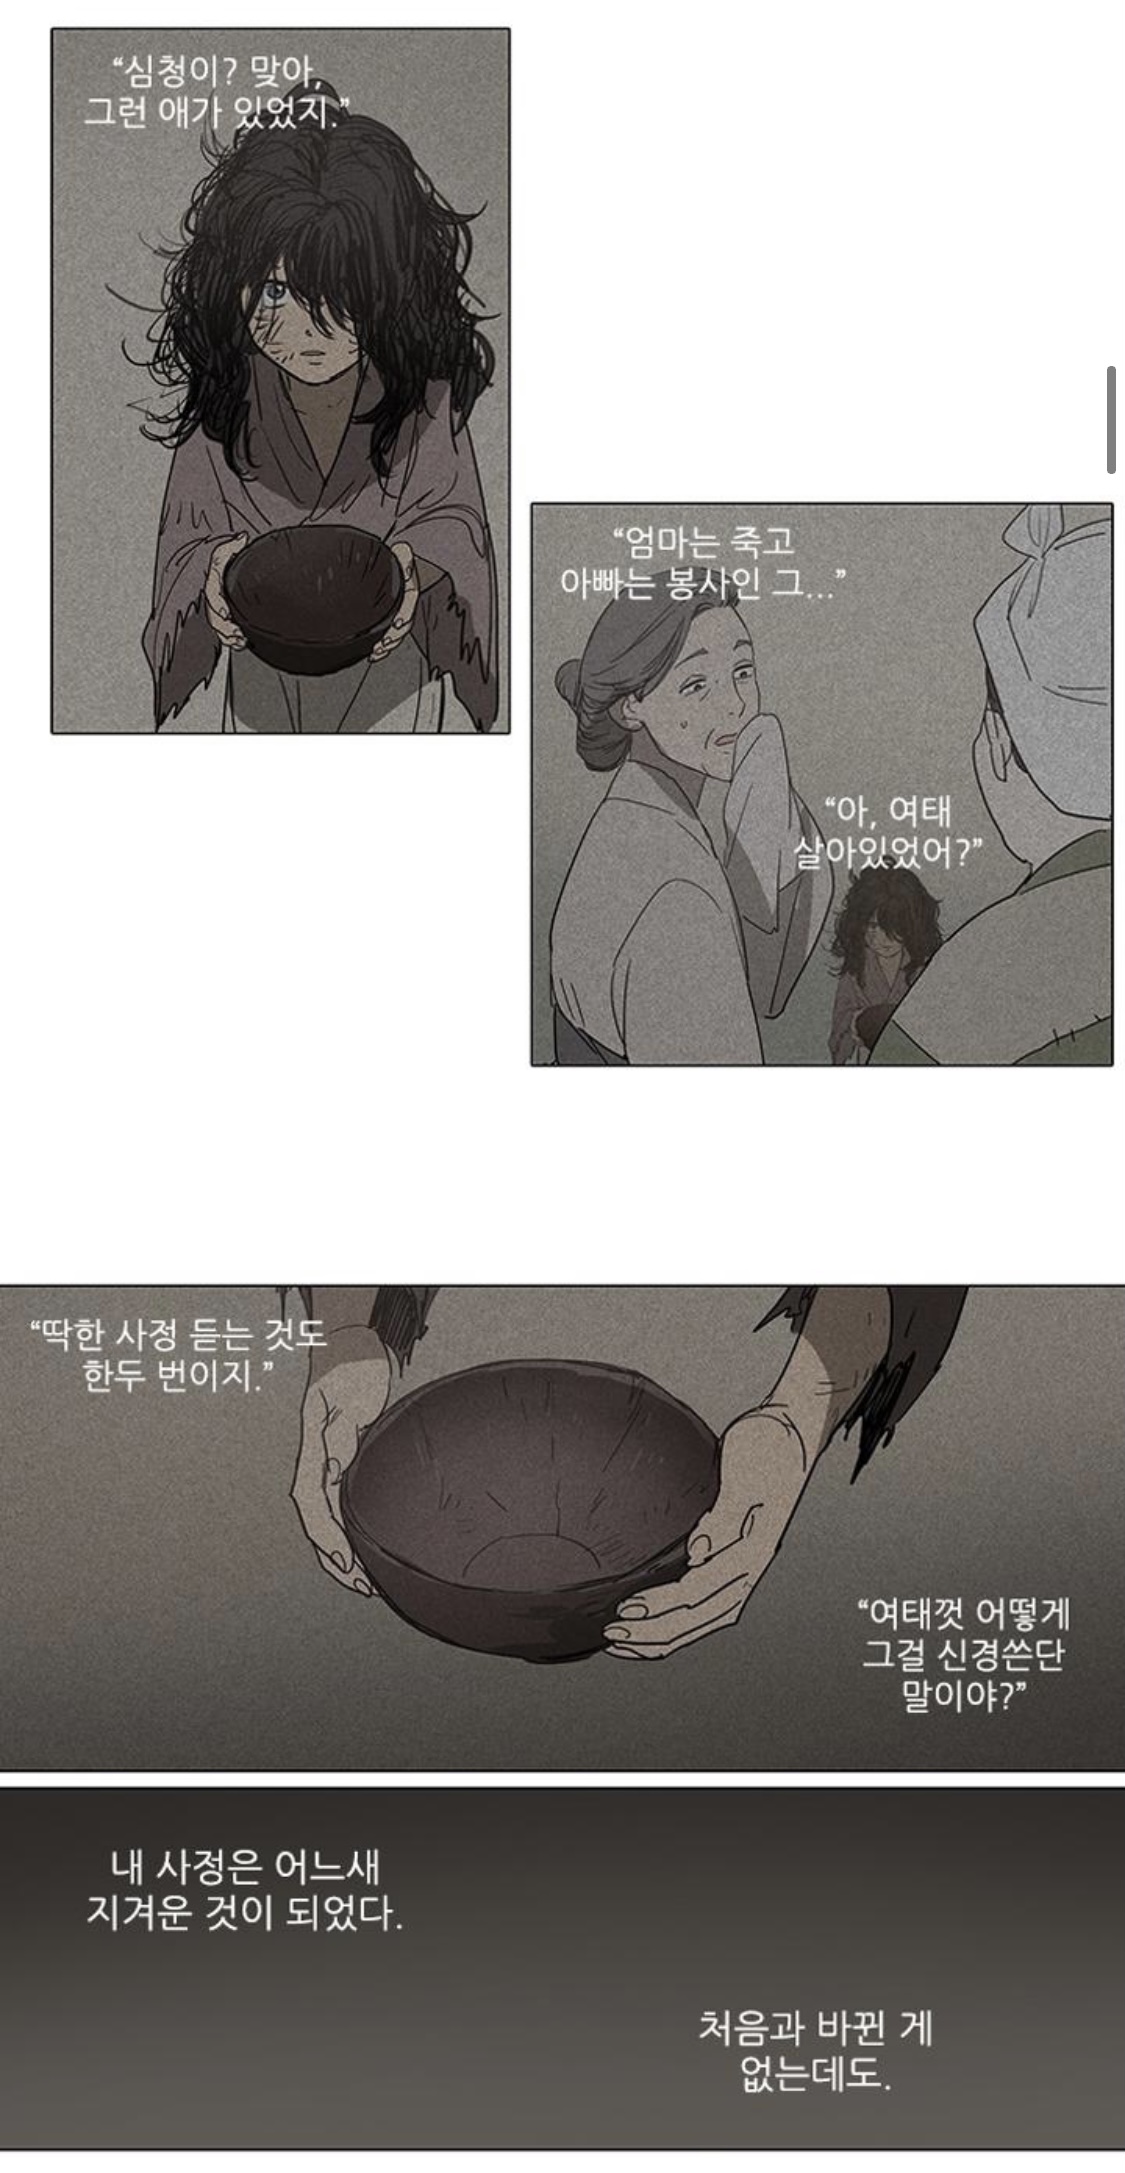 “심청이? 맞아,
그런 애가 있었지.”
“엄마는 죽고
아빠는 봉사인 그...”
“아, 여태
살아있었어?”
“딱한 사정 듣는 것도
한두 번이지.”
“여태껏 어떻게
그걸 신경쓴단
말이야?”
내 사정은 어느새
지겨운 것이 되었다.
처음과 바뀐 게
없는데도.